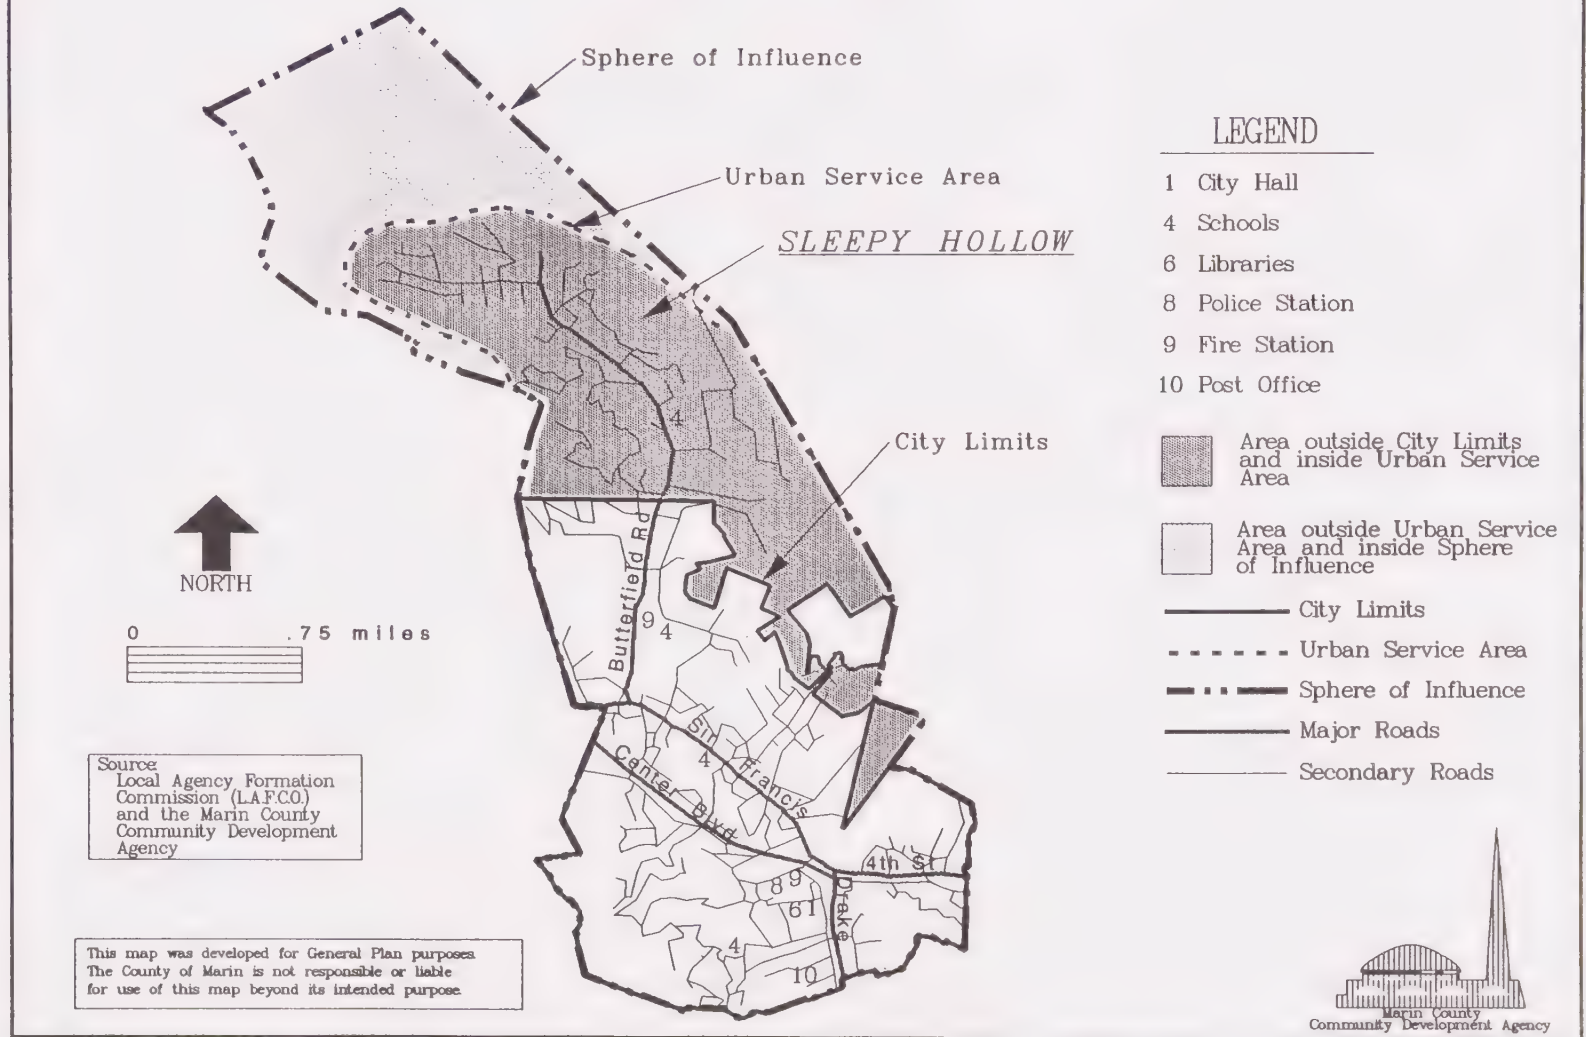 Sphere of Influence
Urban Service Area
SLEEPY HOLLOW
4
City Limits
LEGEND
1 City Hall
4 Schools
6 Libraries
8 Police Station
9 Fire Station
10 Post Office
Area outside City Limits
and inside Urban Service
Area
Area outside Urban Service
Area and inside Sphere
of Influence
City Limits
Urban Service Area
Sphere of Influence
Major Roads
Secondary Roads
NORTH
0 .75 miles
Butterfield Rd
9
4
Sir Francis
4
Center Blvd
4th St
Drake
8 9
6 1
4
10
Source
Local Agency Formation
Commission (L.A.F.C.O.)
and the Marin County
Community Development
Agency
This map was developed for General Plan purposes.
The County of Marin is not responsible or liable
for use of this map beyond its intended purpose.
Marin County
Community Development Agency